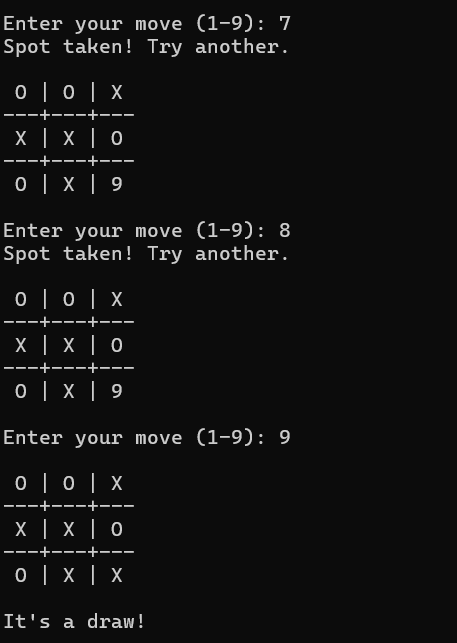 Enter your move (1-9): 7
Spot taken! Try another.
O | O | X
---+---+---
X | X | O
---+---+---
O | X | 9
Enter your move (1-9): 8
Spot taken! Try another.
O | O | X
---+---+---
X | X | O
---+---+---
O | X | 9
Enter your move (1-9): 9
O | O | X
---+---+---
X | X | O
---+---+---
O | X | X
It's a draw!